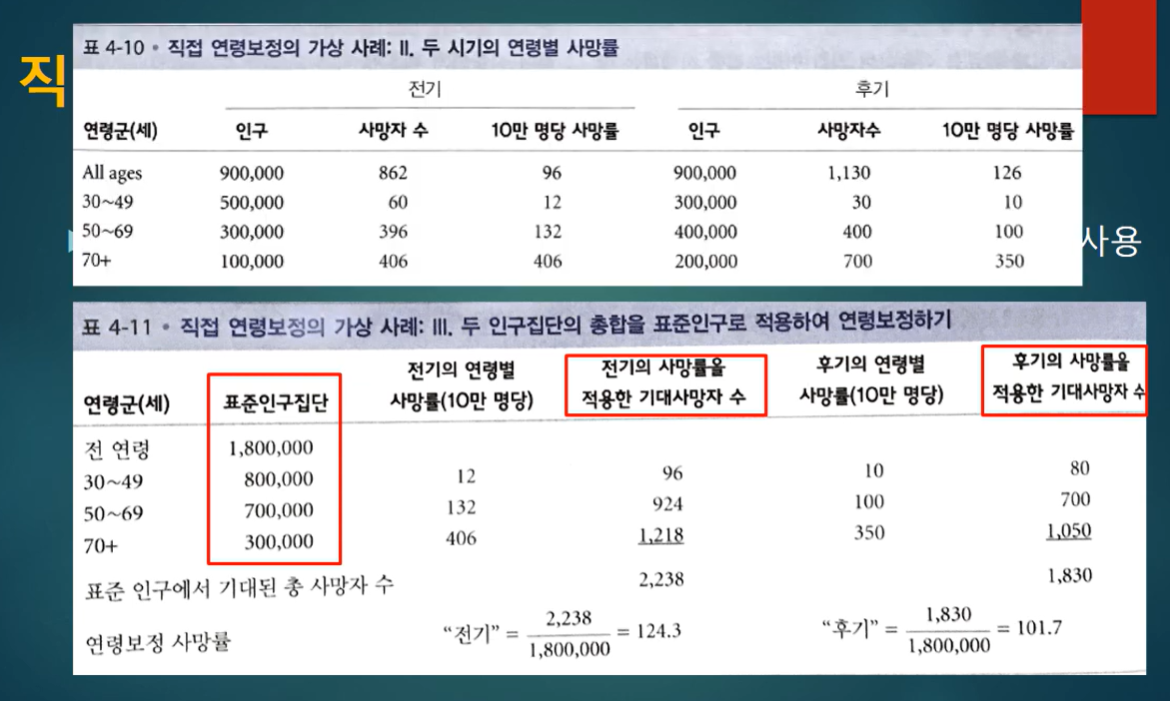 직
사용
표 4-10 • 직접 연령보정의 가상 사례: II. 두 시기의 연령별 사망률
전기 후기
연령군(세) 인구 사망자 수 10만 명당 사망률 인구 사망자수 10만 명당 사망률
All ages 900,000 862 96 900,000 1,130 126
30~49 500,000 60 12 300,000 30 10
50~69 300,000 396 132 400,000 400 100
70+ 100,000 406 406 200,000 700 350
표 4-11 • 직접 연령보정의 가상 사례: III. 두 인구집단의 총합을 표준인구로 적용하여 연령보정하기
전기의 연령별 전기의 사망률을 후기의 연령별 후기의 사망률을
연령군(세) 표준인구집단 사망률(10만 명당) 적용한 기대사망자 수 사망률(10만 명당) 적용한 기대사망자 수
전 연령 1,800,000
30~49 800,000 12 96 10 80
50~69 700,000 132 924 100 700
70+ 300,000 406 1,218 350 1,050
표준 인구에서 기대된 총 사망자 수 2,238 1,830
연령보정 사망률 “전기” = 2,238 / 1,800,000 = 124.3 “후기” = 1,830 / 1,800,000 = 101.7